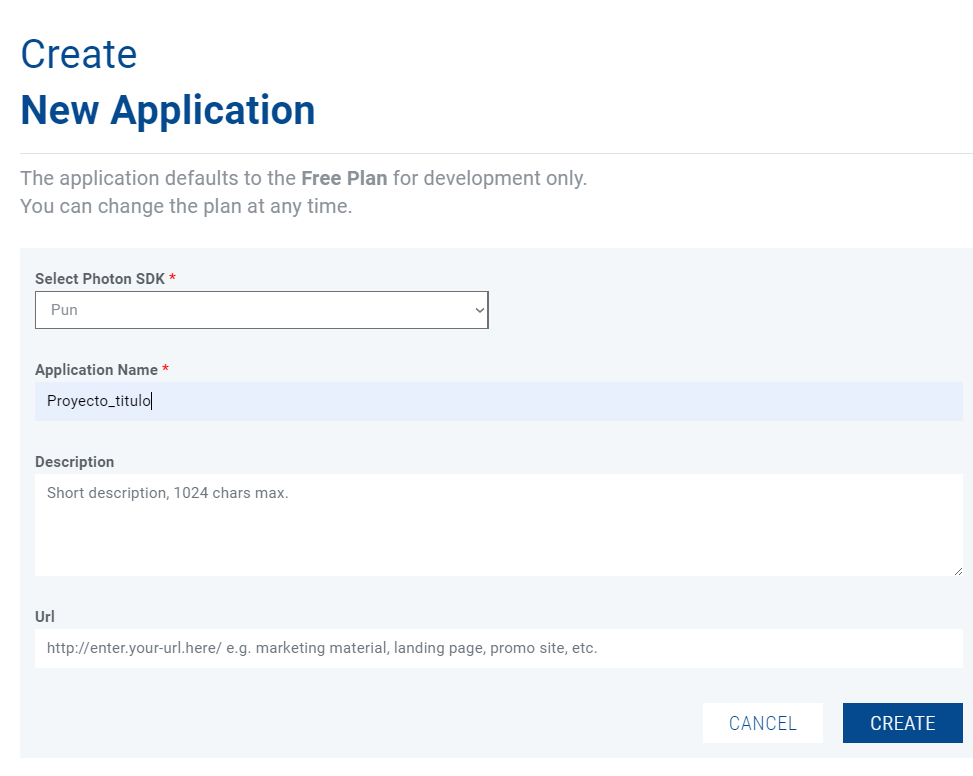 Create
New Application
The application defaults to the Free Plan for development only.
You can change the plan at any time.
Select Photon SDK *
Pun
Application Name *
Proyecto_titulo
Description
Short description, 1024 chars max.
Url
http://enter.your-url.here/ e.g. marketing material, landing page, promo site, etc.
CANCEL CREATE